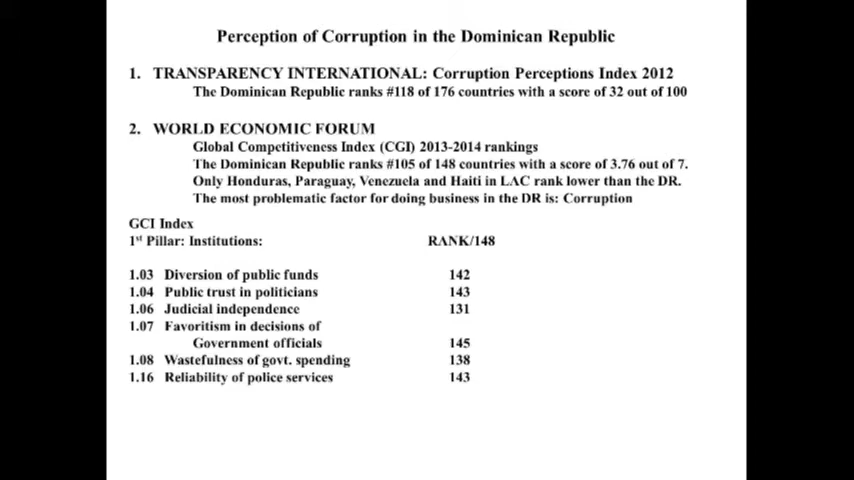 Perception of Corruption in the Dominican Republic
1. TRANSPARENCY INTERNATIONAL: Corruption Perceptions Index 2012
The Dominican Republic ranks #118 of 176 countries with a score of 32 out of 100
2. WORLD ECONOMIC FORUM
Global Competitiveness Index (CGI) 2013-2014 rankings
The Dominican Republic ranks #105 of 148 countries with a score of 3.76 out of 7.
Only Honduras, Paraguay, Venezuela and Haiti in LAC rank lower than the DR.
The most problematic factor for doing business in the DR is: Corruption
GCI Index
1st Pillar: Institutions: RANK/148
1.03 Diversion of public funds 142
1.04 Public trust in politicians 143
1.06 Judicial independence 131
1.07 Favoritism in decisions of
Government officials 145
1.08 Wastefulness of govt. spending 138
1.16 Reliability of police services 143